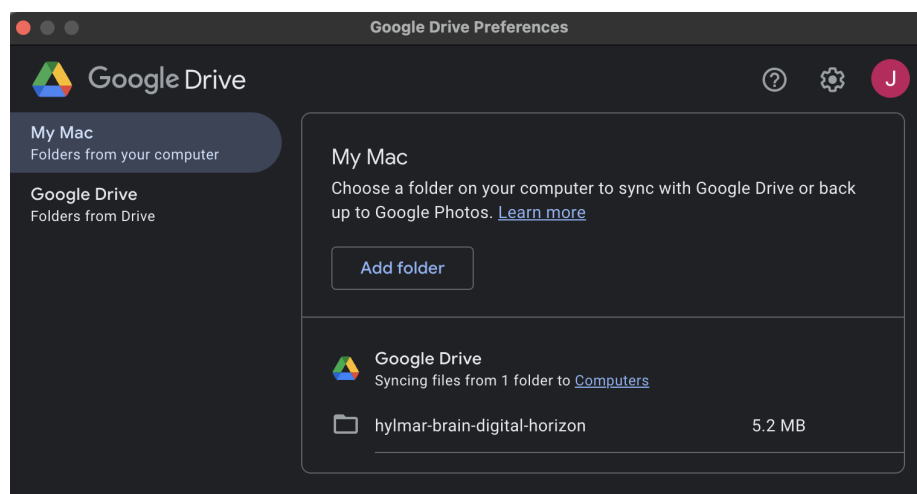 Google Drive Preferences
Google Drive
J
My Mac
Folders from your computer
Google Drive
Folders from Drive
My Mac
Choose a folder on your computer to sync with Google Drive or back
up to Google Photos. Learn more
Add folder
Google Drive
Syncing files from 1 folder to Computers
hylmar-brain-digital-horizon 5.2 MB